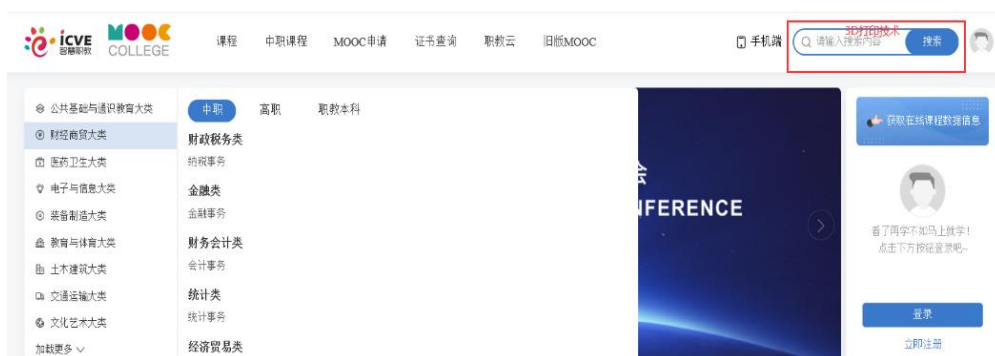 icve 智慧职教 MOOC COLLEGE 课程 中职课程 MOOC申请 证书查询 职教云 旧版MOOC 手机端 请输入搜索内容 3D打印技术 搜索
公共基础与通识教育大类
财经商贸大类
医药卫生大类
电子与信息大类
装备制造大类
教育与体育大类
土木建筑大类
交通运输大类
文化艺术大类
加载更多
中职 高职 职教本科
财政税务类
纳税事务
金融类
金融事务
财务会计类
会计事务
统计类
统计事务
经济贸易类
会
NFERENCE
获取在线课程数据信息
看了再学不如马上就学!
点击下方按钮登录吧~
登录
立即注册